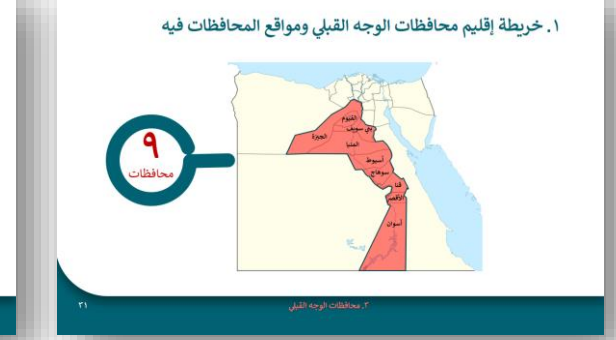 ١. خريطة إقليم محافظات الوجه القبلي ومواقع المحافظات فيه
٩
محافظات
الفيوم
بني سويف
الجيزة
المنيا
أسيوط
سوهاج
قنا
الأقصر
أسوان
٣. محافظات الوجه القبلي
٣١